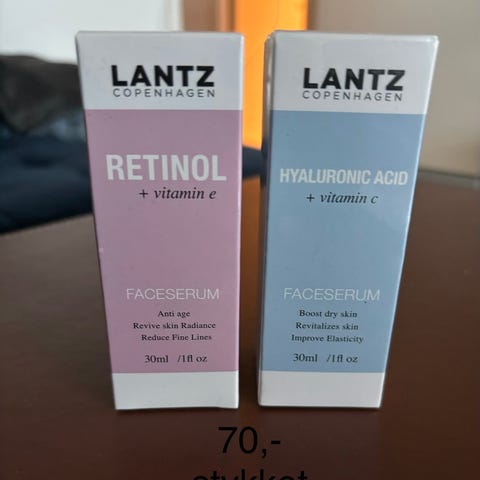 LANTZ
COPENHAGEN
RETINOL
+ vitamin e
FACESERUM
Anti age
Revive skin Radiance
Reduce Fine Lines
30ml /1fl oz
LANTZ
COPENHAGEN
HYALURONIC ACID
+ vitamin c
FACESERUM
Boost dry skin
Revitalizes skin
Improve Elasticity
30ml /1fl oz
70,-
stykket